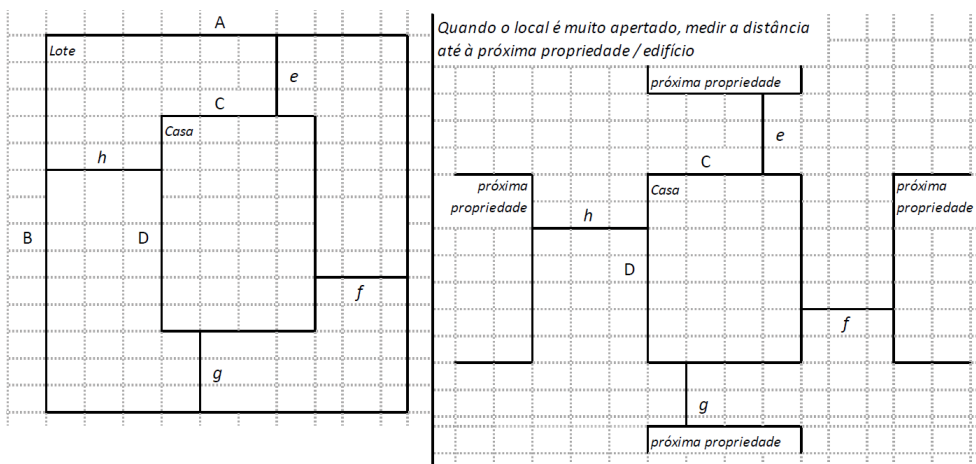 A
Lote
e
C
Casa
h
B
D
f
g
Quando o local é muito apertado, medir a distância
até à próxima propriedade / edifício
próxima propriedade
e
C
próxima
propriedade
Casa
próxima
propriedade
h
D
f
g
próxima propriedade